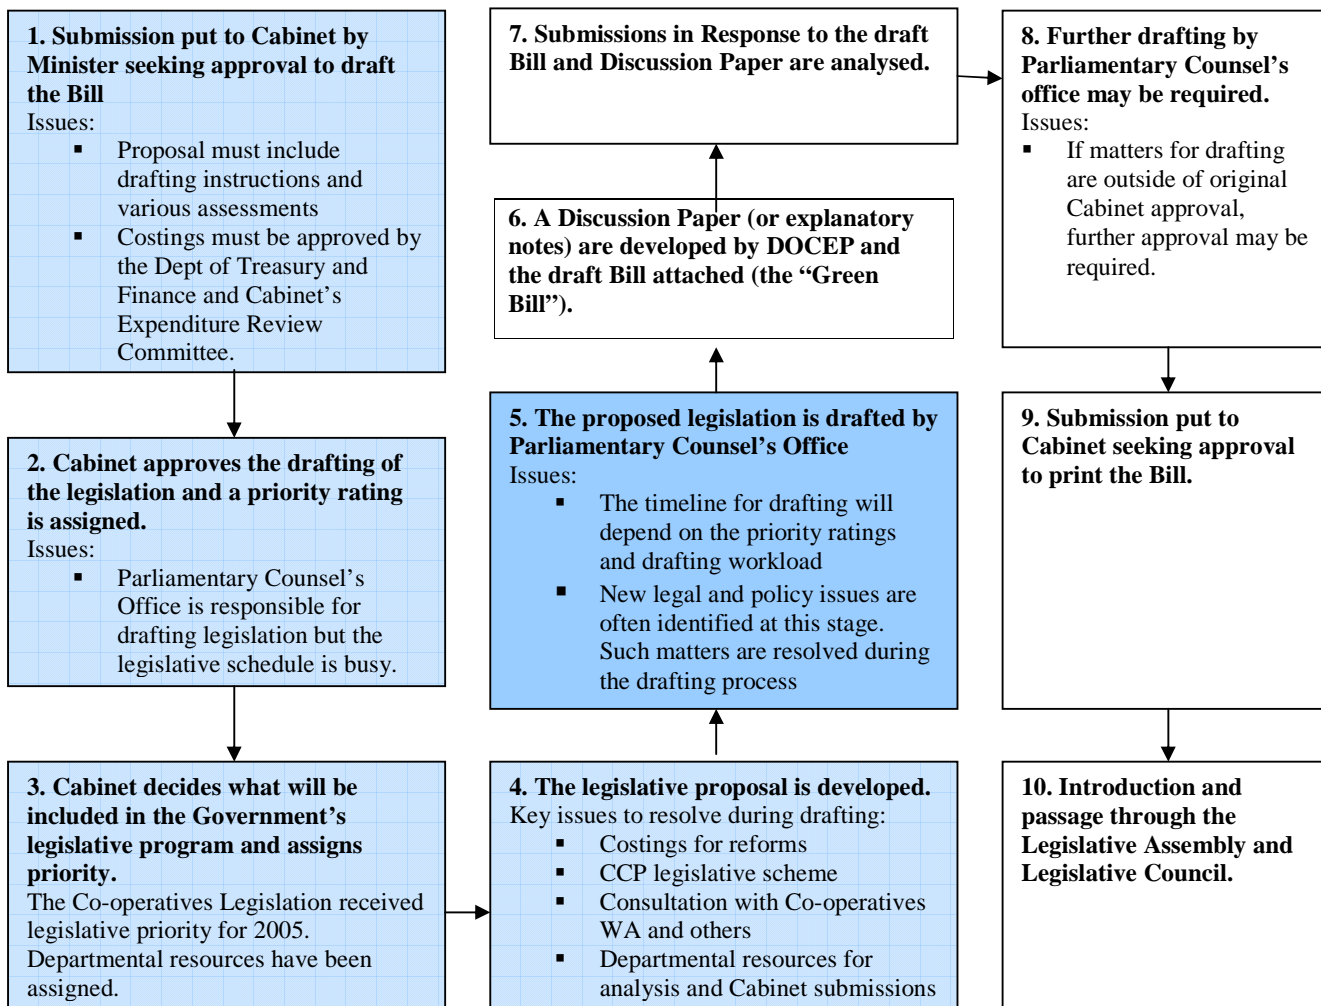 1. Submission put to Cabinet by
Minister seeking approval to draft
the Bill
Issues:
▪ Proposal must include
drafting instructions and
various assessments
▪ Costings must be approved by
the Dept of Treasury and
Finance and Cabinet’s
Expenditure Review
Committee.
2. Cabinet approves the drafting of
the legislation and a priority rating
is assigned.
Issues:
▪ Parliamentary Counsel’s
Office is responsible for
drafting legislation but the
legislative schedule is busy.
3. Cabinet decides what will be
included in the Government’s
legislative program and assigns
priority.
The Co-operatives Legislation received
legislative priority for 2005.
Departmental resources have been
assigned.
4. The legislative proposal is developed.
Key issues to resolve during drafting:
▪ Costings for reforms
▪ CCP legislative scheme
▪ Consultation with Co-operatives
WA and others
▪ Departmental resources for
analysis and Cabinet submissions
5. The proposed legislation is drafted by
Parliamentary Counsel’s Office
Issues:
▪ The timeline for drafting will
depend on the priority ratings
and drafting workload
▪ New legal and policy issues are
often identified at this stage.
Such matters are resolved during
the drafting process
6. A Discussion Paper (or explanatory
notes) are developed by DOCEP and
the draft Bill attached (the “Green
Bill”).
7. Submissions in Response to the draft
Bill and Discussion Paper are analysed.
8. Further drafting by
Parliamentary Counsel’s
office may be required.
Issues:
▪ If matters for drafting
are outside of original
Cabinet approval,
further approval may be
required.
9. Submission put to
Cabinet seeking approval
to print the Bill.
10. Introduction and
passage through the
Legislative Assembly and
Legislative Council.